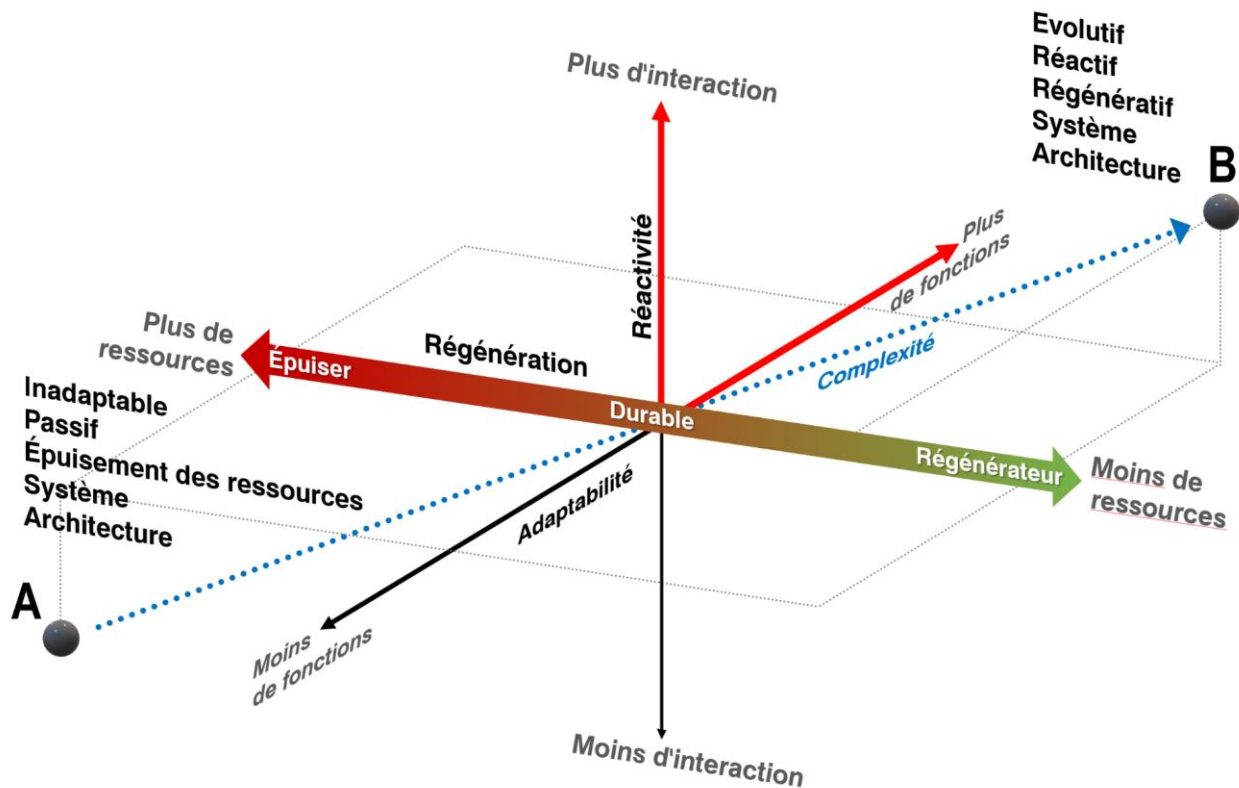 Evolutif
Réactif
Régénératif
Système
Architecture
B
Plus d'interaction
Réactivité
Plus
de fonctions
Complexité
Plus de
ressources
Épuiser
Régénération
Durable
Régénérateur
Moins de
ressources
Inadaptable
Passif
Épuisement des ressources
Système
Architecture
A
Adaptabilité
Moins
de fonctions
Moins d'interaction